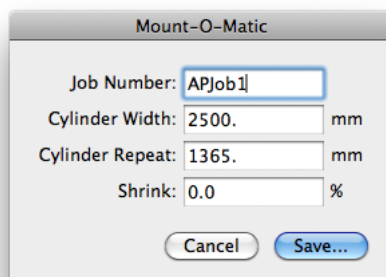 Mount-O-Matic
Job Number: APJob1
Cylinder Width: 2500. mm
Cylinder Repeat: 1365. mm
Shrink: 0.0 %
Cancel Save...